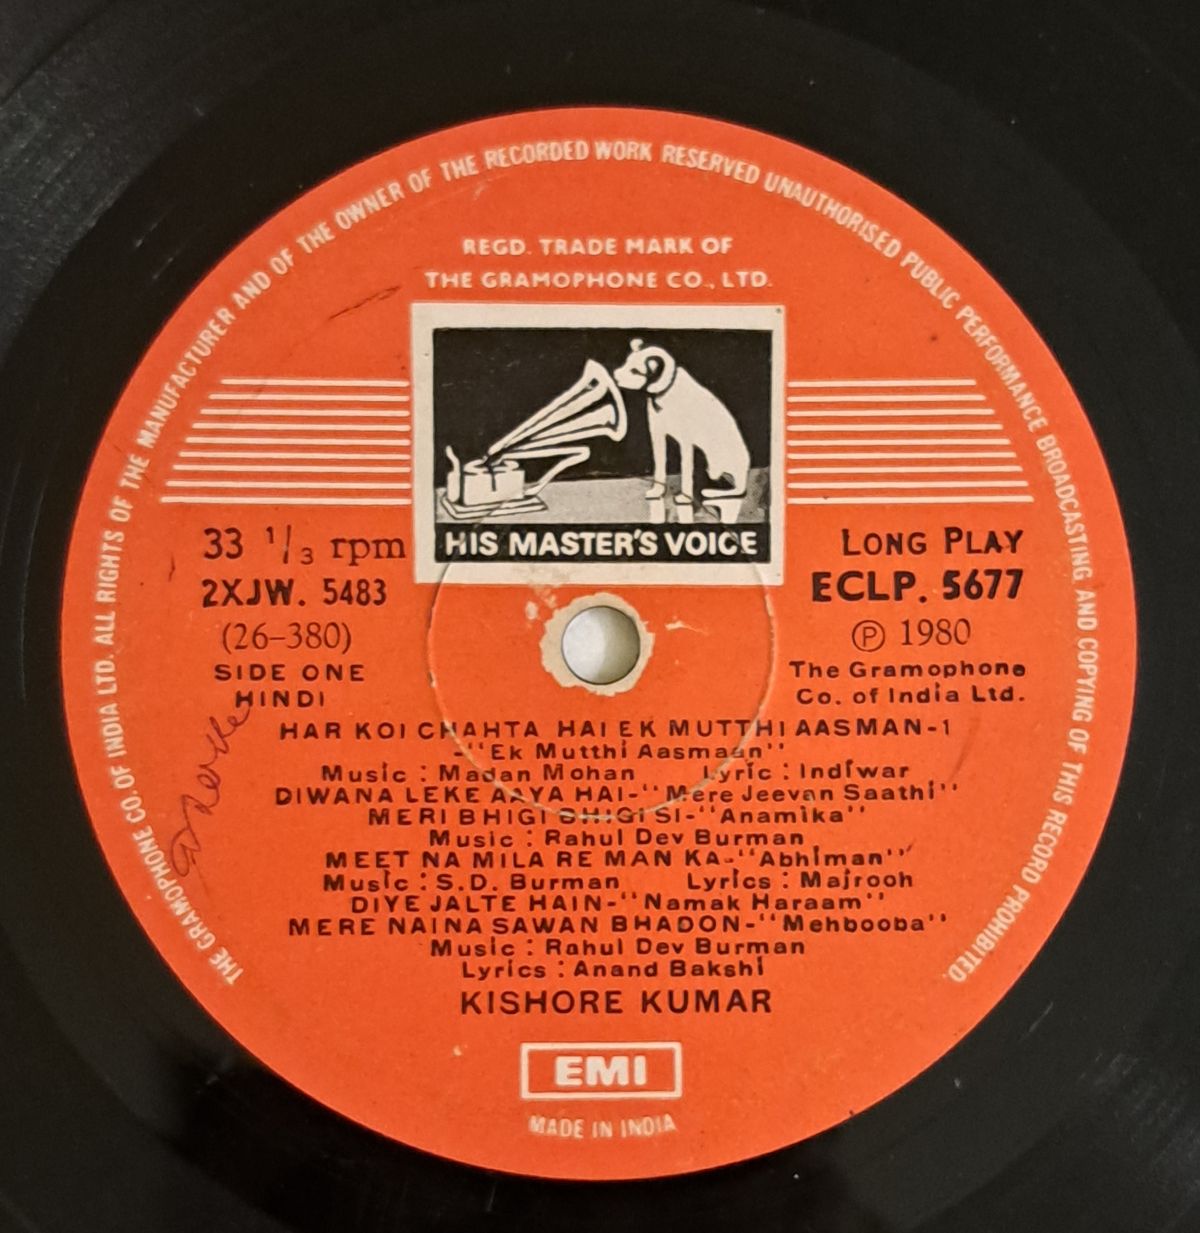 THE GRAMOPHONE CO. OF INDIA LTD. ALL RIGHTS OF THE MANUFACTURER AND OF THE OWNER OF THE RECORDED WORK RESERVED UNAUTHORISED PUBLIC PERFORMANCE BROADCASTING AND COPYING OF THIS RECORD PROHIBITED.
REGD. TRADE MARK OF
THE GRAMOPHONE CO., LTD.
HIS MASTER'S VOICE
33 1/3 rpm
2XJW. 5483
(26-380)
SIDE ONE
HINDI
LONG PLAY
ECLP. 5677
Ⓟ 1980
The Gramophone
Co. of India Ltd.
HAR KOI CHAHTA HAI EK MUTTHI AASMAN-1
-"Ek Mutthi Aasmaan"
Music : Madan Mohan Lyric : Indiwar
DIWANA LEKE AAYA HAI-"Mere Jeevan Saathi"
MERI BHIGI BHIGI SI-"Anamika"
Music : Rahul Dev Burman
MEET NA MILA RE MAN KA-"Abhiman"
Music : S.D. Burman Lyrics : Majrooh
DIYE JALTE HAIN-"Namak Haraam"
MERE NAINA SAWAN BHADON-"Mehbooba"
Music : Rahul Dev Burman
Lyrics : Anand Bakshi
KISHORE KUMAR
EMI
MADE IN INDIA